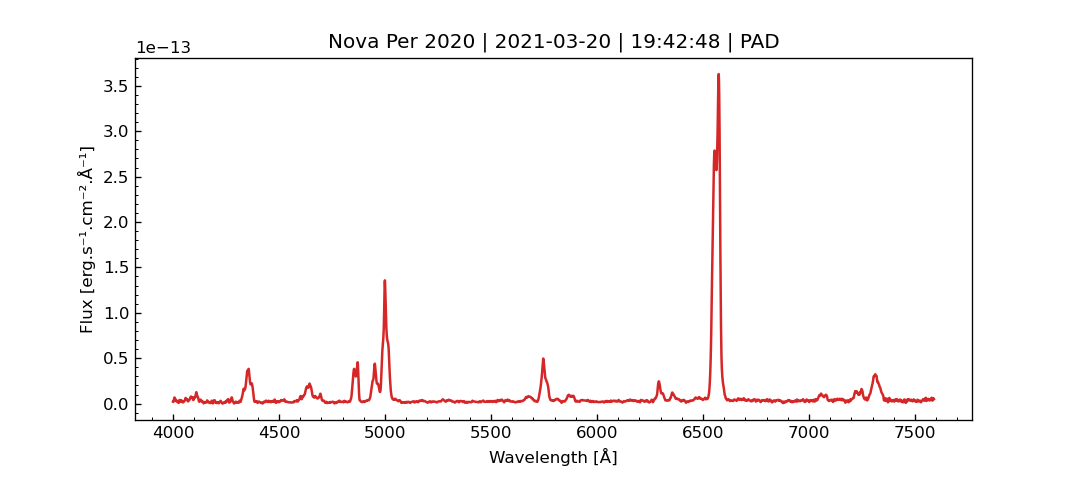 Nova Per 2020 | 2021-03-20 | 19:42:48 | PAD
1e−13
3.5
3.0
2.5
2.0
1.5
1.0
0.5
0.0
Flux [erg.s⁻¹.cm⁻².Å⁻¹]
4000 4500 5000 5500 6000 6500 7000 7500
Wavelength [Å]